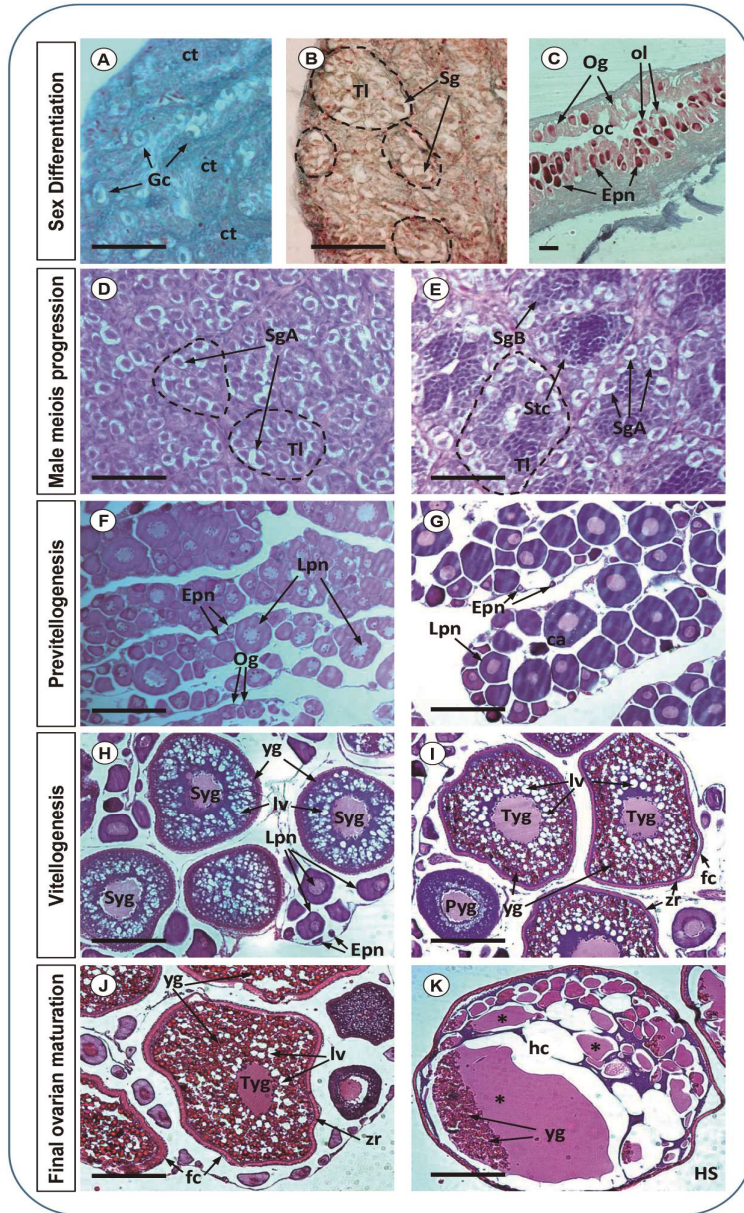 Sex Differentiation
A
ct
Gc
ct
ct
B
Tl
Sg
C
Og
ol
oc
Epn
Male meiois progression
D
SgA
Tl
E
SgB
Stc
SgA
Tl
Previtellogenesis
F
Lpn
Epn
Og
G
Epn
Lpn
ca
Vitellogenesis
H
yg
Syg
lv
Syg
Lpn
Syg
Epn
I
lv
Tyg
Tyg
fc
Pyg
yg
zr
Final ovarian maturation
J
yg
lv
Tyg
zr
fc
K
*
hc
*
*
yg
HS